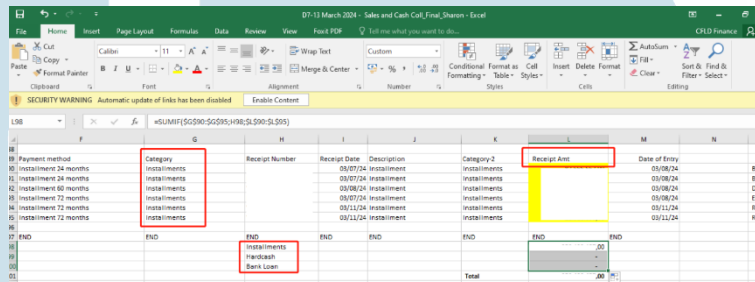 D7-13 March 2024 - Sales and Cash Coll_Final_Sharon - Excel
File Home Insert Page Layout Formulas Data Review View Foxit PDF Tell me what you want to do... CFLD Finance
Cut Calibri 11 Wrap Text Custom AutoSum
Copy Fill
Paste Format Painter B I U Merge & Center % Conditional Formatting Format as Table Cell Styles Insert Delete Format Clear Sort & Filter Find & Select
Clipboard Font Alignment Number Styles Cells Editing
SECURITY WARNING Automatic update of links has been disabled Enable Content
L98 fx =SUMIF($G$90:$G$95;H98;$L$90:$L$95)
F G H I J K L M N
Payment method Category Receipt Number Receipt Date Description Category-2 Receipt Amt Date of Entry
Installment 24 months Installments 03/07/24 Installment Installments 03/08/24
Installment 24 months Installments 03/07/24 Installment Installments 03/08/24
Installment 60 months Installments 03/07/24 Installment Installments 03/08/24
Installment 72 months Installments 03/07/24 Installment Installments 03/08/24
Installment 72 months Installments 03/11/24 Installment Installments 03/11/24
Installment 72 months Installments 03/11/24 Installment Installments 03/11/24
END END END END END END END END
Installments ,00
Hardcash -
Bank Loan -
Total ,00